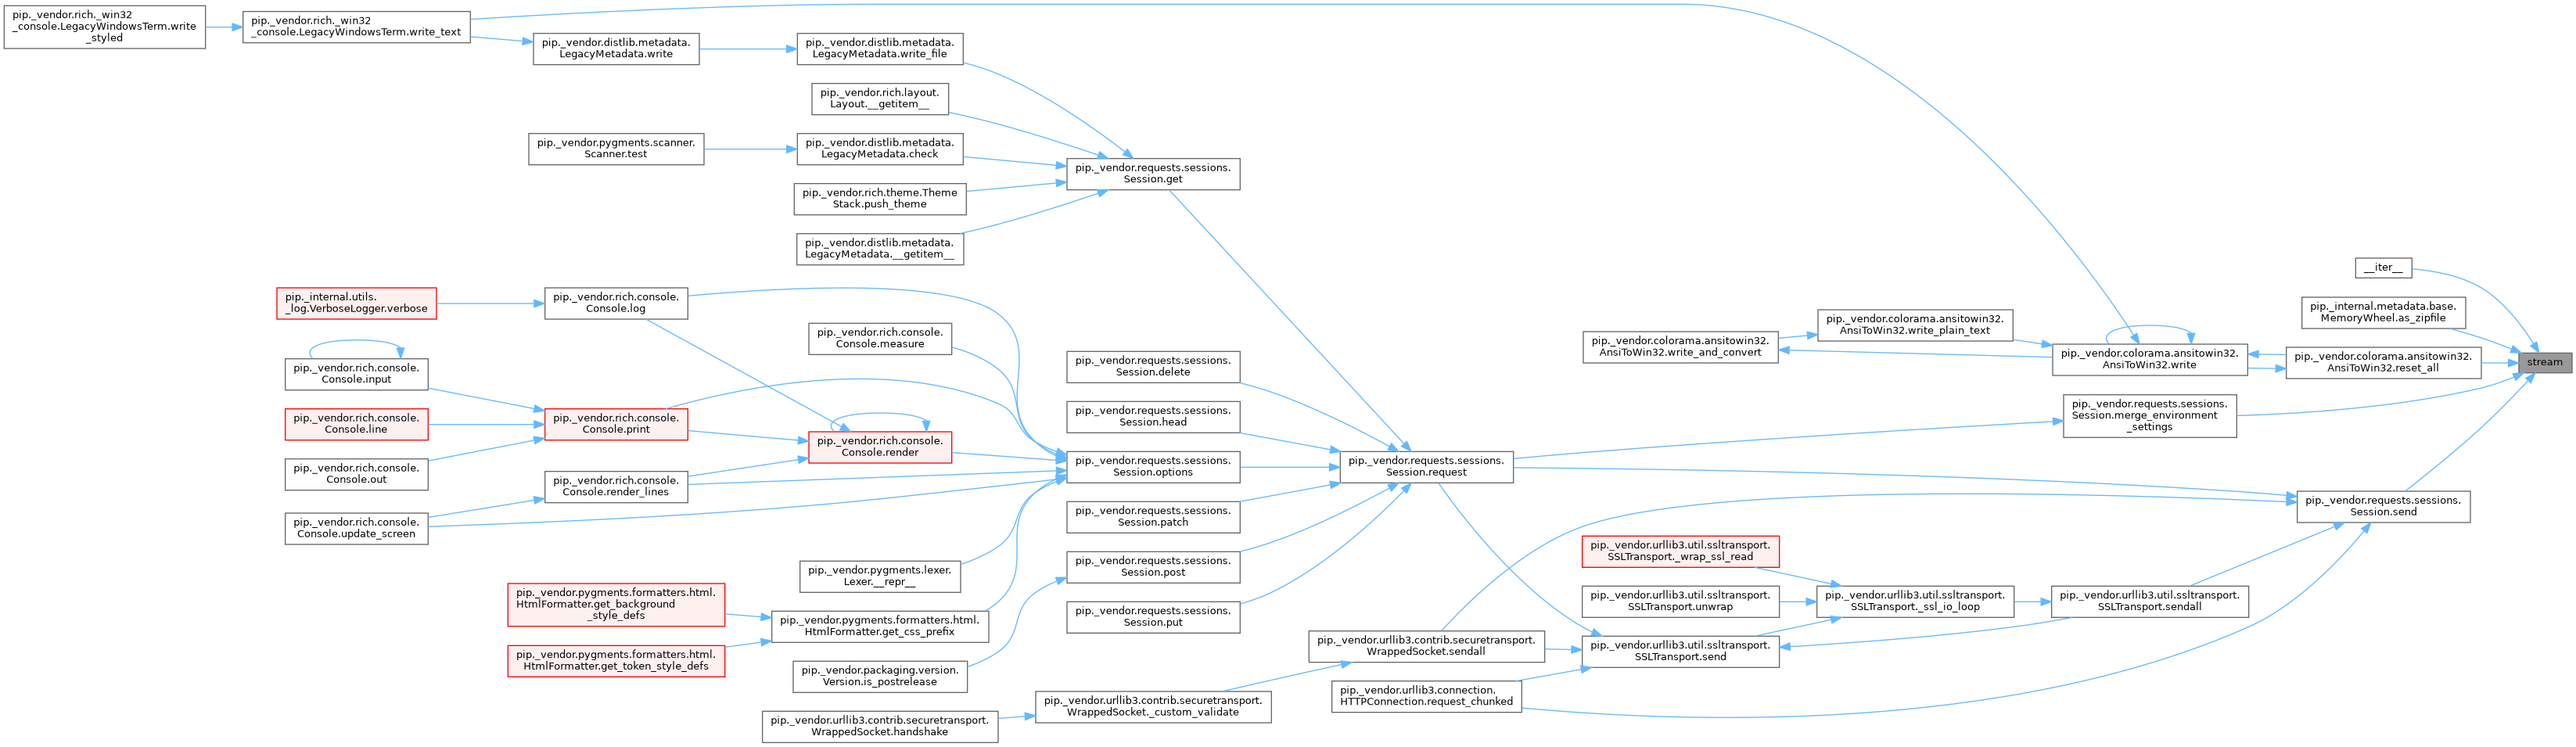 pip._vendor.rich._win32
_console.LegacyWindowsTerm.write
_styled
pip._vendor.rich._win32
_console.LegacyWindowsTerm.write_text
pip._vendor.distlib.metadata.
LegacyMetadata.write
pip._vendor.distlib.metadata.
LegacyMetadata.write_file
pip._vendor.rich.layout.
Layout.__getitem__
pip._vendor.pygments.scanner.
Scanner.test
pip._vendor.distlib.metadata.
LegacyMetadata.check
pip._vendor.requests.sessions.
Session.get
pip._vendor.rich.theme.Theme
Stack.push_theme
pip._vendor.distlib.metadata.
LegacyMetadata.__getitem__
__iter__
pip._internal.utils.
_log.VerboseLogger.verbose
pip._vendor.rich.console.
Console.log
pip._internal.metadata.base.
MemoryWheel.as_zipfile
pip._vendor.rich.console.
Console.measure
pip._vendor.colorama.ansitowin32.
AnsiToWin32.write_plain_text
pip._vendor.colorama.ansitowin32.
AnsiToWin32.write_and_convert
pip._vendor.colorama.ansitowin32.
AnsiToWin32.write
pip._vendor.colorama.ansitowin32.
AnsiToWin32.reset_all
stream
pip._vendor.rich.console.
Console.input
pip._vendor.requests.sessions.
Session.delete
pip._vendor.rich.console.
Console.line
pip._vendor.rich.console.
Console.print
pip._vendor.requests.sessions.
Session.head
pip._vendor.requests.sessions.
Session.merge_environment
_settings
pip._vendor.rich.console.
Console.render
pip._vendor.rich.console.
Console.out
pip._vendor.requests.sessions.
Session.options
pip._vendor.requests.sessions.
Session.request
pip._vendor.rich.console.
Console.render_lines
pip._vendor.requests.sessions.
Session.send
pip._vendor.rich.console.
Console.update_screen
pip._vendor.requests.sessions.
Session.patch
pip._vendor.urllib3.util.ssltransport.
SSLTransport._wrap_ssl_read
pip._vendor.pygments.lexer.
Lexer.__repr__
pip._vendor.requests.sessions.
Session.post
pip._vendor.pygments.formatters.html.
HtmlFormatter.get_background
_style_defs
pip._vendor.urllib3.util.ssltransport.
SSLTransport.unwrap
pip._vendor.urllib3.util.ssltransport.
SSLTransport._ssl_io_loop
pip._vendor.urllib3.util.ssltransport.
SSLTransport.sendall
pip._vendor.requests.sessions.
Session.put
pip._vendor.pygments.formatters.html.
HtmlFormatter.get_css_prefix
pip._vendor.urllib3.contrib.securetransport.
WrappedSocket.sendall
pip._vendor.urllib3.util.ssltransport.
SSLTransport.send
pip._vendor.pygments.formatters.html.
HtmlFormatter.get_token_style_defs
pip._vendor.packaging.version.
Version.is_postrelease
pip._vendor.urllib3.connection.
HTTPConnection.request_chunked
pip._vendor.urllib3.contrib.securetransport.
WrappedSocket._custom_validate
pip._vendor.urllib3.contrib.securetransport.
WrappedSocket.handshake